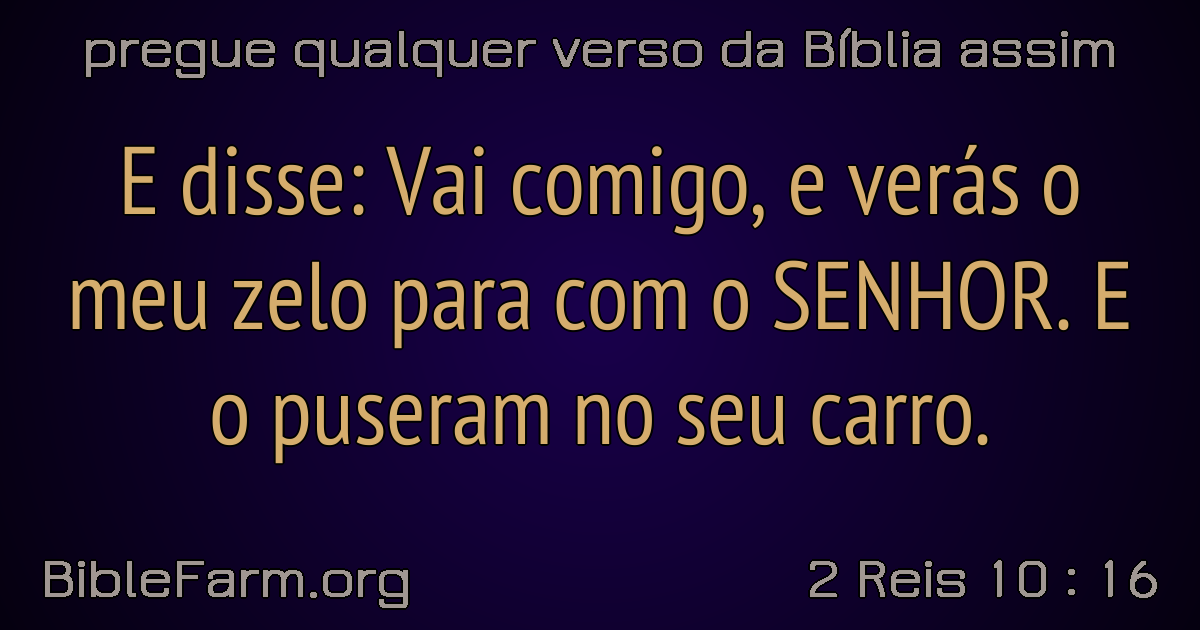 pregue qualquer verso da Bíblia assim
E disse: Vai comigo, e verás o
meu zelo para com o SENHOR. E
o puseram no seu carro.
BibleFarm.org
2 Reis 10 : 16